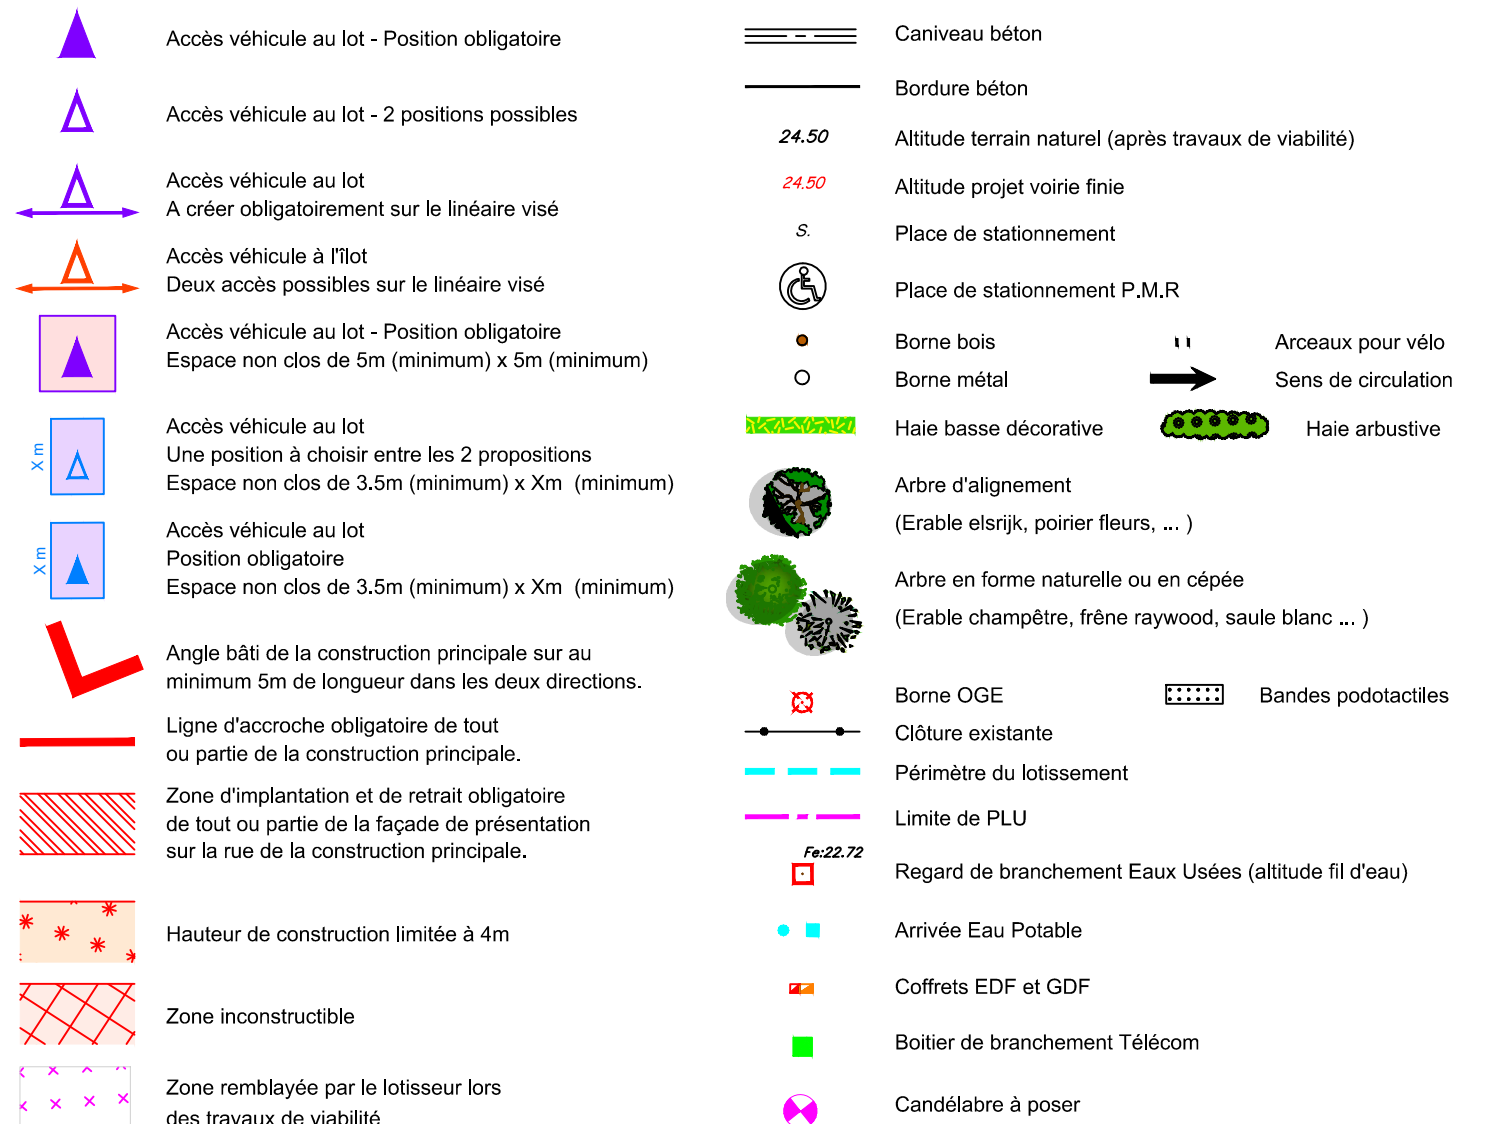 Accès véhicule au lot - Position obligatoire
Accès véhicule au lot - 2 positions possibles
Accès véhicule au lot
A créer obligatoirement sur le linéaire visé
Accès véhicule à l'îlot
Deux accès possibles sur le linéaire visé
Accès véhicule au lot - Position obligatoire
Espace non clos de 5m (minimum) x 5m (minimum)
X m
Accès véhicule au lot
Une position à choisir entre les 2 propositions
Espace non clos de 3.5m (minimum) x Xm (minimum)
X m
Accès véhicule au lot
Position obligatoire
Espace non clos de 3.5m (minimum) x Xm (minimum)
Angle bâti de la construction principale sur au
minimum 5m de longueur dans les deux directions.
Ligne d'accroche obligatoire de tout
ou partie de la construction principale.
Zone d'implantation et de retrait obligatoire
de tout ou partie de la façade de présentation
sur la rue de la construction principale.
Hauteur de construction limitée à 4m
Zone inconstructible
Zone remblayée par le lotisseur lors
des travaux de viabilité
Caniveau béton
Bordure béton
24.50 Altitude terrain naturel (après travaux de viabilité)
24.50 Altitude projet voirie finie
S. Place de stationnement
Place de stationnement P.M.R
Borne bois Arceaux pour vélo
Borne métal Sens de circulation
Haie basse décorative Haie arbustive
Arbre d'alignement
(Erable elsrijk, poirier fleurs, ... )
Arbre en forme naturelle ou en cépée
(Erable champêtre, frêne raywood, saule blanc ... )
Borne OGE Bandes podotactiles
Clôture existante
Périmètre du lotissement
Limite de PLU
Fe:22.72
Regard de branchement Eaux Usées (altitude fil d'eau)
Arrivée Eau Potable
Coffrets EDF et GDF
Boitier de branchement Télécom
Candélabre à poser